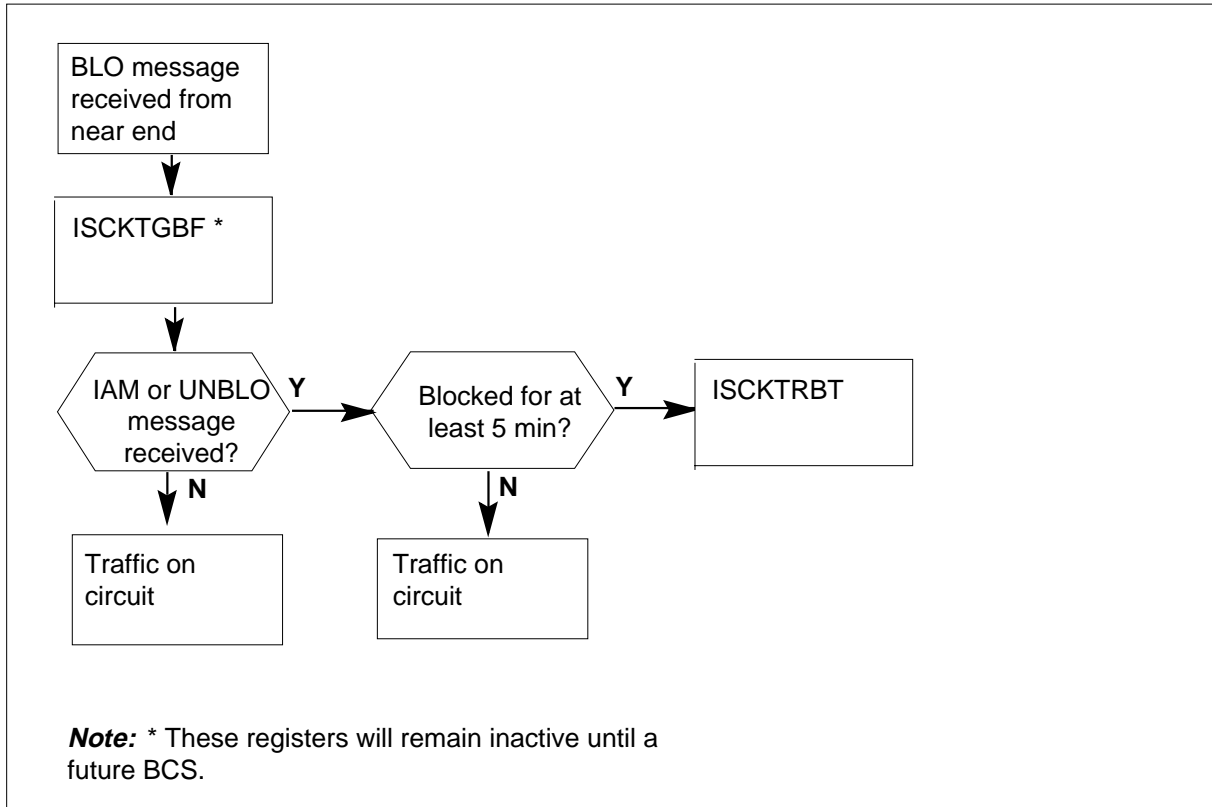 BLO message
received from
near end
ISCKTGBF *
IAM or UNBLO
message
received?
Y
Blocked for at
least 5 min?
Y
ISCKTRBT
N
N
Traffic on
circuit
Traffic on
circuit
Note: * These registers will remain inactive until a
future BCS.